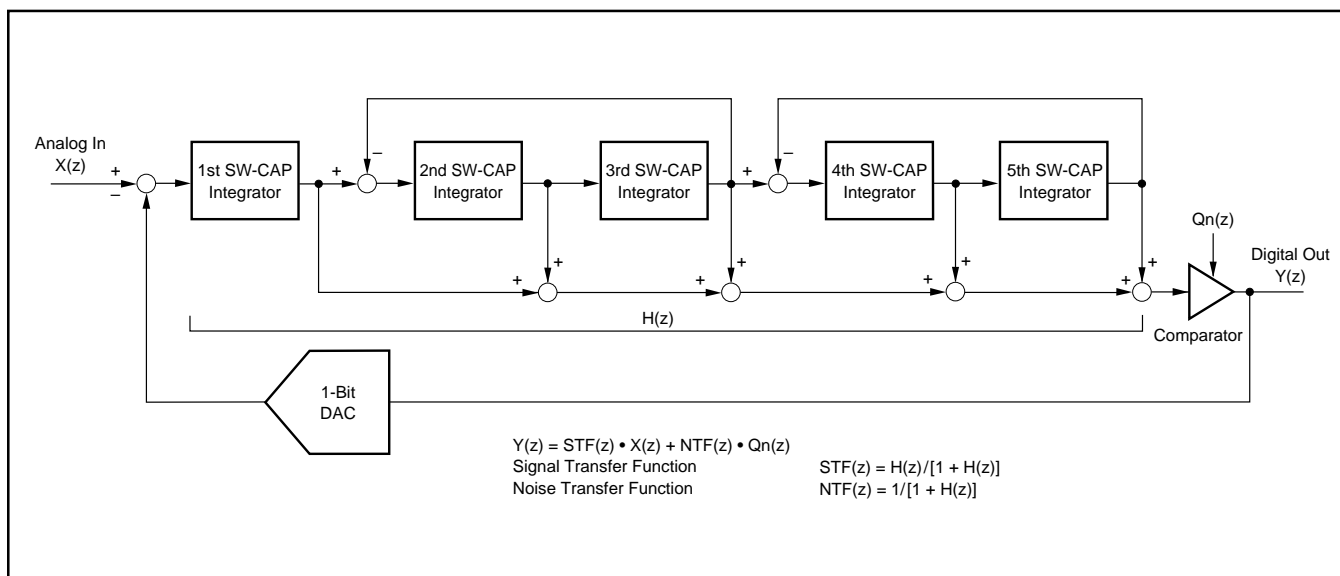 Analog In
X(z)
+
−
1st SW-CAP
Integrator
+
−
2nd SW-CAP
Integrator
3rd SW-CAP
Integrator
+
−
4th SW-CAP
Integrator
5th SW-CAP
Integrator
+
+
+
+
+
+
+
+
Qn(z)
Digital Out
Y(z)
Comparator
H(z)
1-Bit
DAC
Y(z) = STF(z) • X(z) + NTF(z) • Qn(z)
Signal Transfer Function STF(z) = H(z)/[1 + H(z)]
Noise Transfer Function NTF(z) = 1/[1 + H(z)]